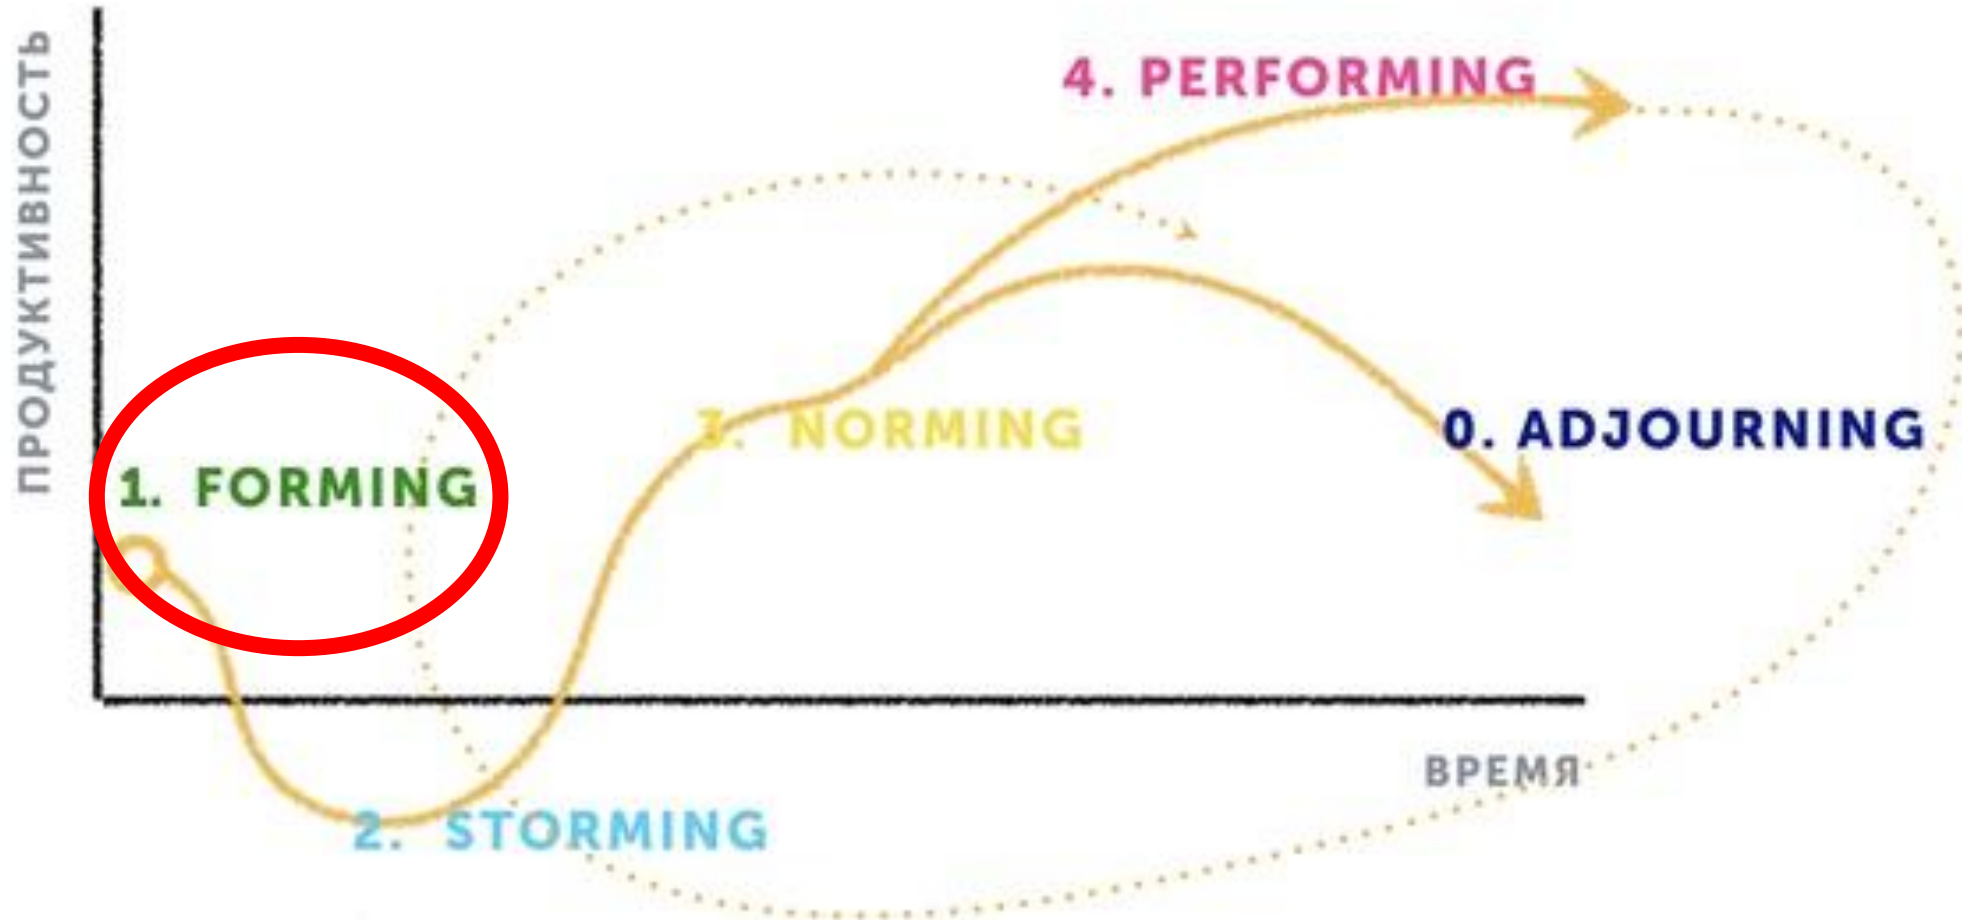 ПРОДУКТИВНОСТЬ
4. PERFORMING
3. NORMING
0. ADJOURNING
1. FORMING
ВРЕМЯ
2. STORMING